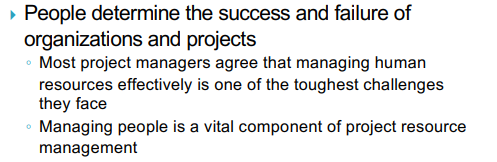 People determine the success and failure of
organizations and projects
Most project managers agree that managing human
resources effectively is one of the toughest challenges
they face
Managing people is a vital component of project resource
management